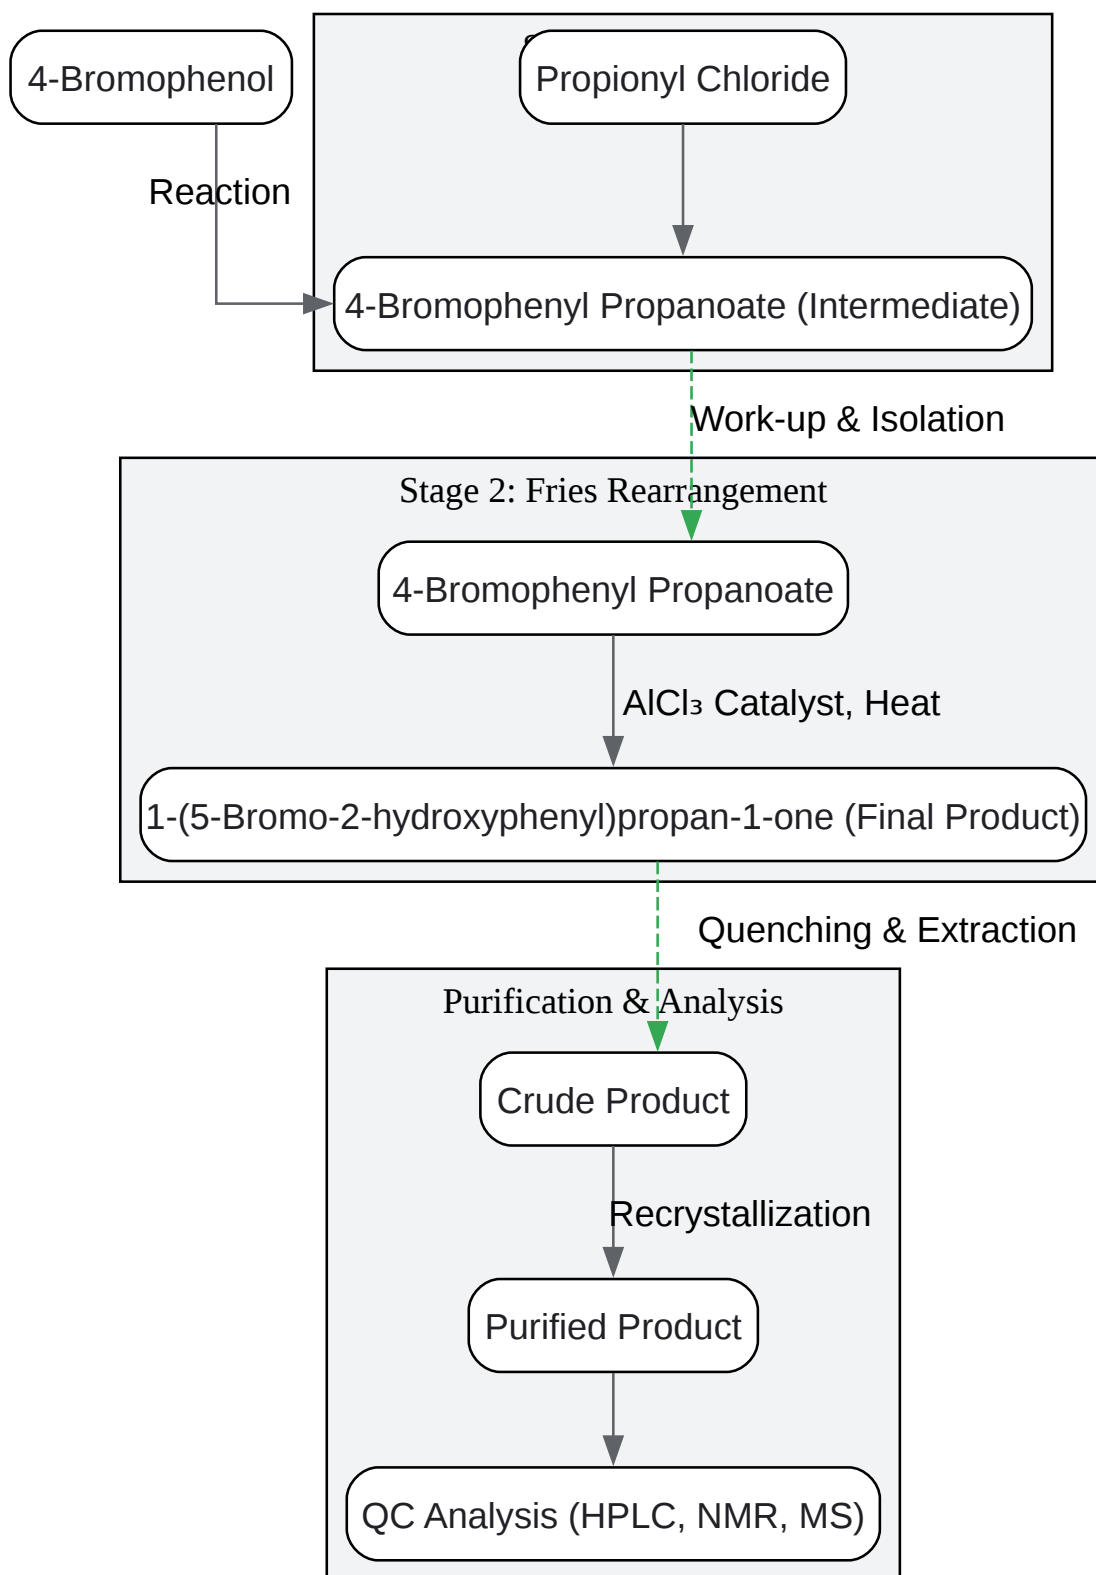 4-Bromophenol
Propionyl Chloride
Reaction
4-Bromophenyl Propanoate (Intermediate)
Work-up & Isolation
Stage 2: Fries Rearrangement
4-Bromophenyl Propanoate
AlCl₃ Catalyst, Heat
1-(5-Bromo-2-hydroxyphenyl)propan-1-one (Final Product)
Quenching & Extraction
Purification & Analysis
Crude Product
Recrystallization
Purified Product
QC Analysis (HPLC, NMR, MS)